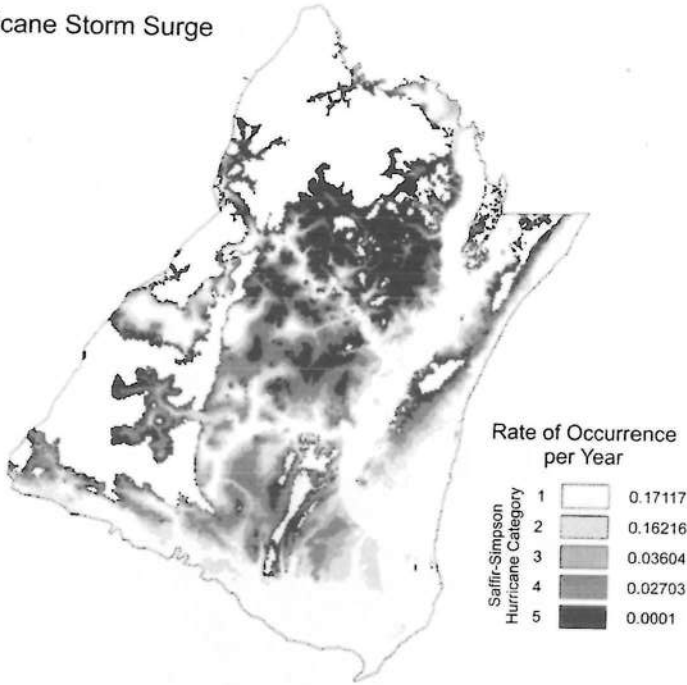 cane Storm Surge
Rate of Occurrence
per Year
Saffir-Simpson
Hurricane Category
1 0.17117
2 0.16216
3 0.03604
4 0.02703
5 0.0001